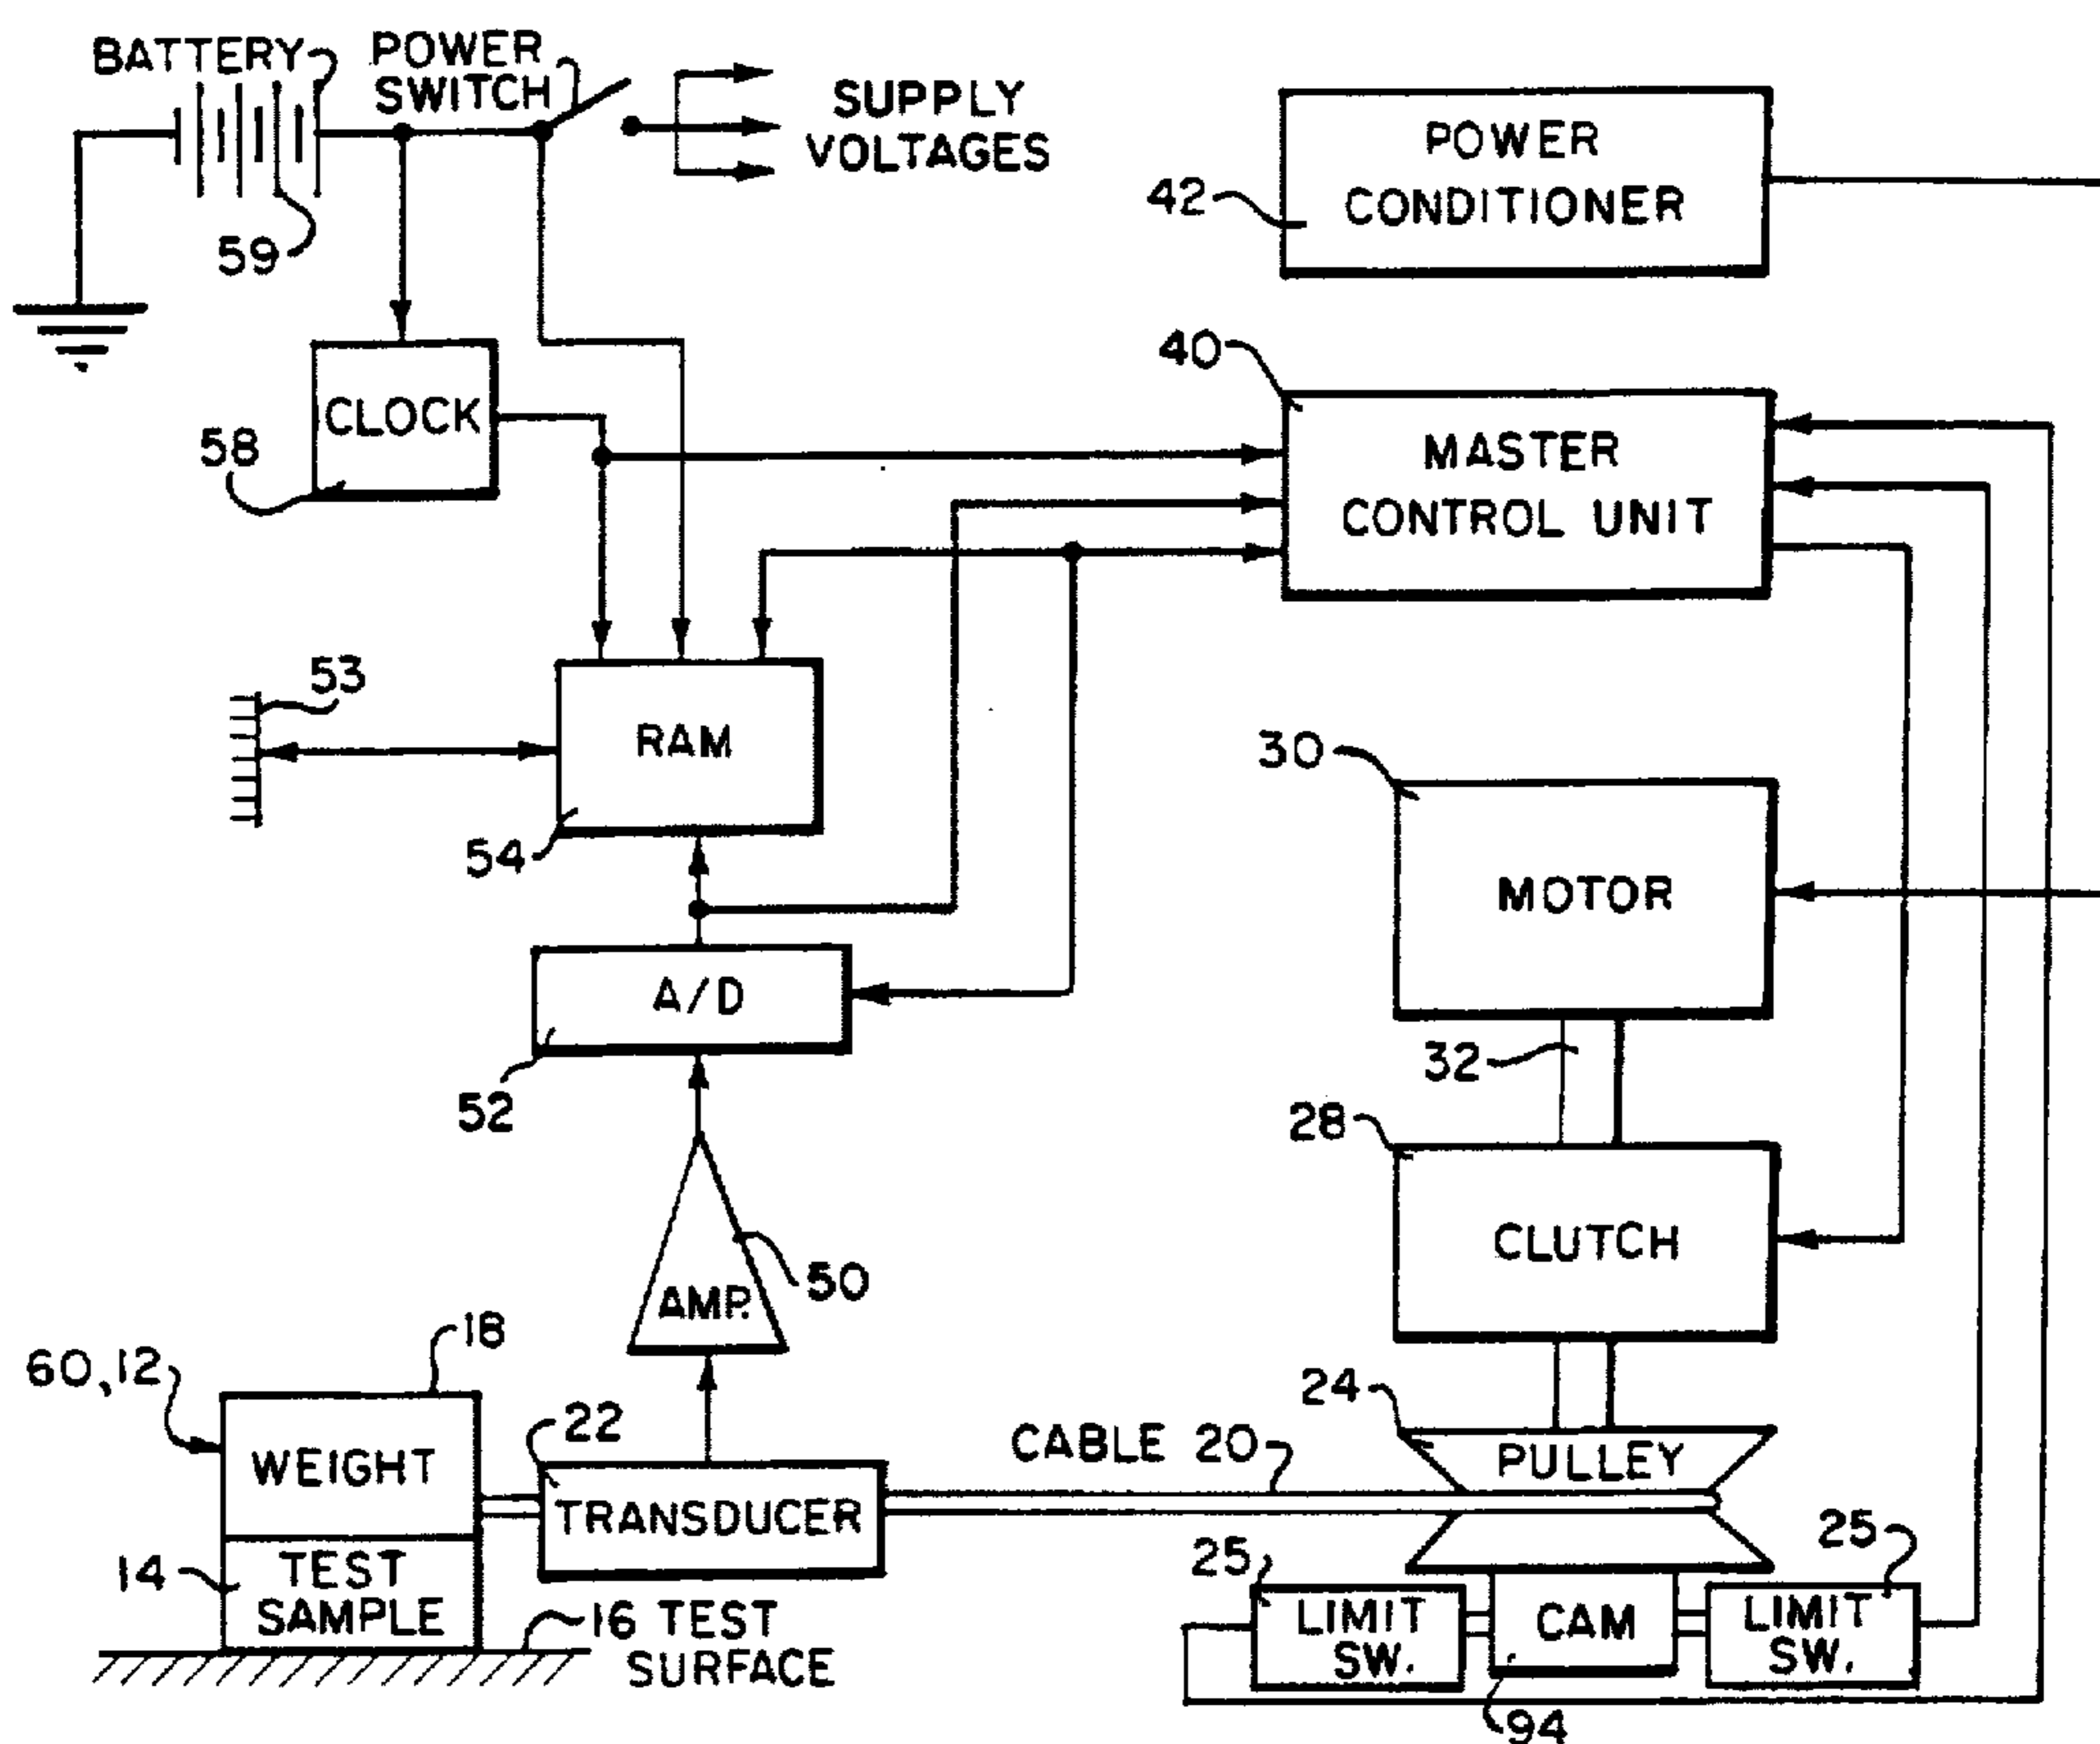 BATTERY
POWER
SWITCH
SUPPLY
VOLTAGES
59
POWER
CONDITIONER
42
CLOCK
58
40
MASTER
CONTROL UNIT
53
RAM
54
30
MOTOR
A/D
52
32
28
CLUTCH
AMP.
50
60,12
18
WEIGHT
22
TRANSDUCER
CABLE 20
24
PULLEY
14
TEST
SAMPLE
16 TEST
SURFACE
25
LIMIT
SW.
CAM
25
LIMIT
SW.
94